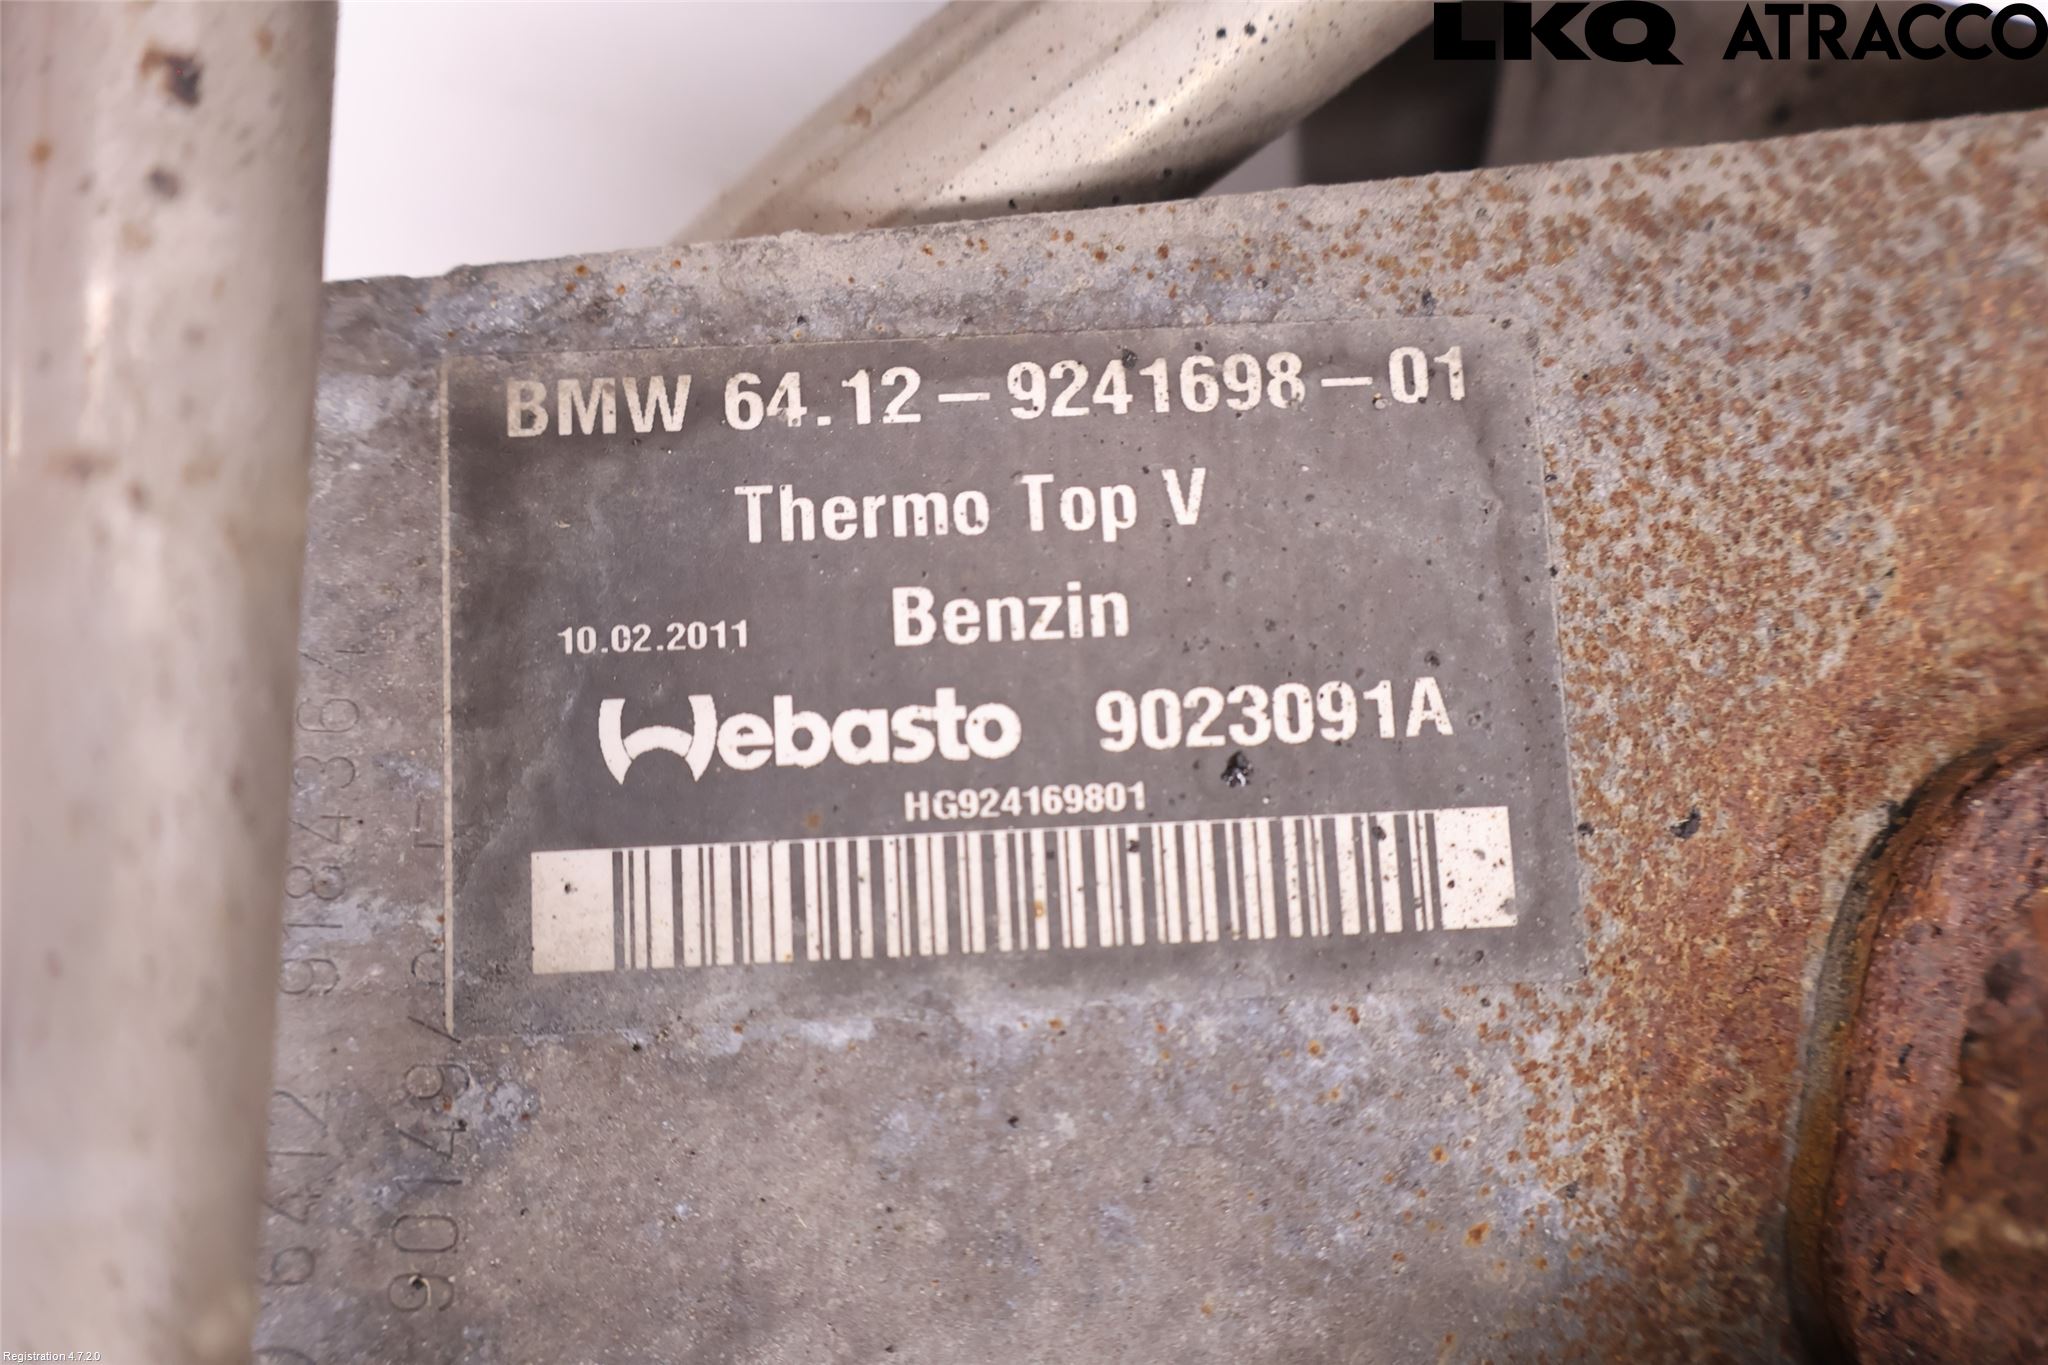 LKQ ATRACCO
BMW 64.12-9241698-01
Thermo Top V
Benzin
10.02.2011
Webasto 9023091A
HG924169801
Registration 4.7.2.0